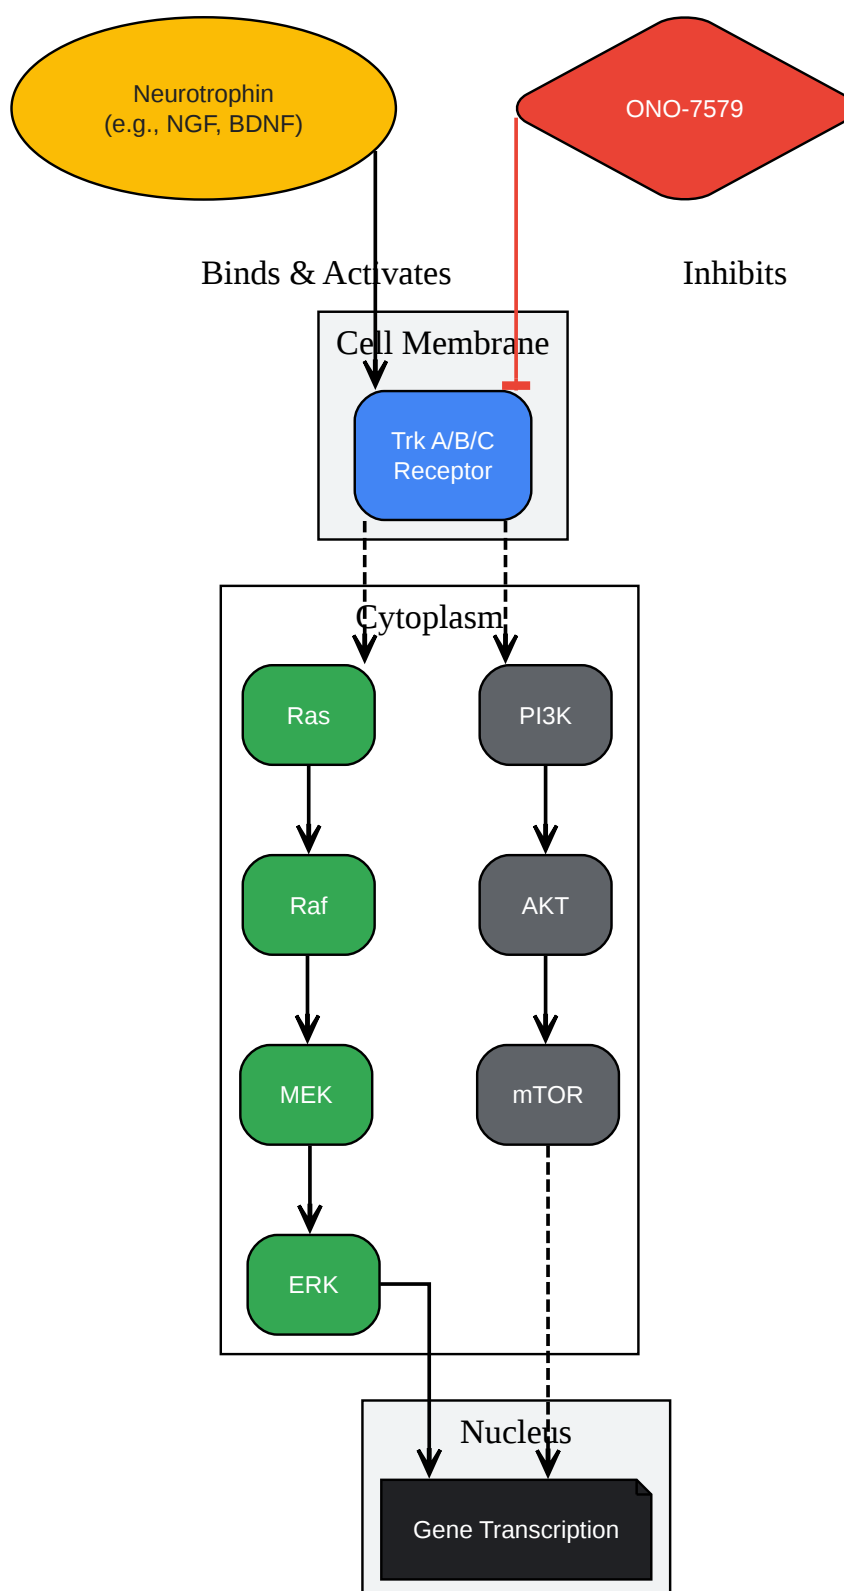 Neurotrophin
(e.g., NGF, BDNF)
ONO-7579
Binds & Activates
Inhibits
Cell Membrane
Trk A/B/C
Receptor
Cytoplasm
Ras
PI3K
Raf
AKT
MEK
mTOR
ERK
Nucleus
Gene Transcription